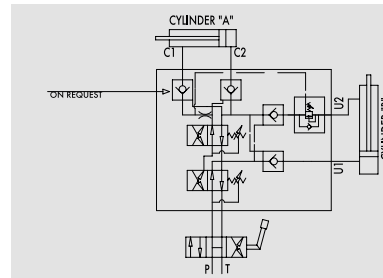 CYLINDER "A"
C1 C2
ON REQUEST
U2
U1
P T